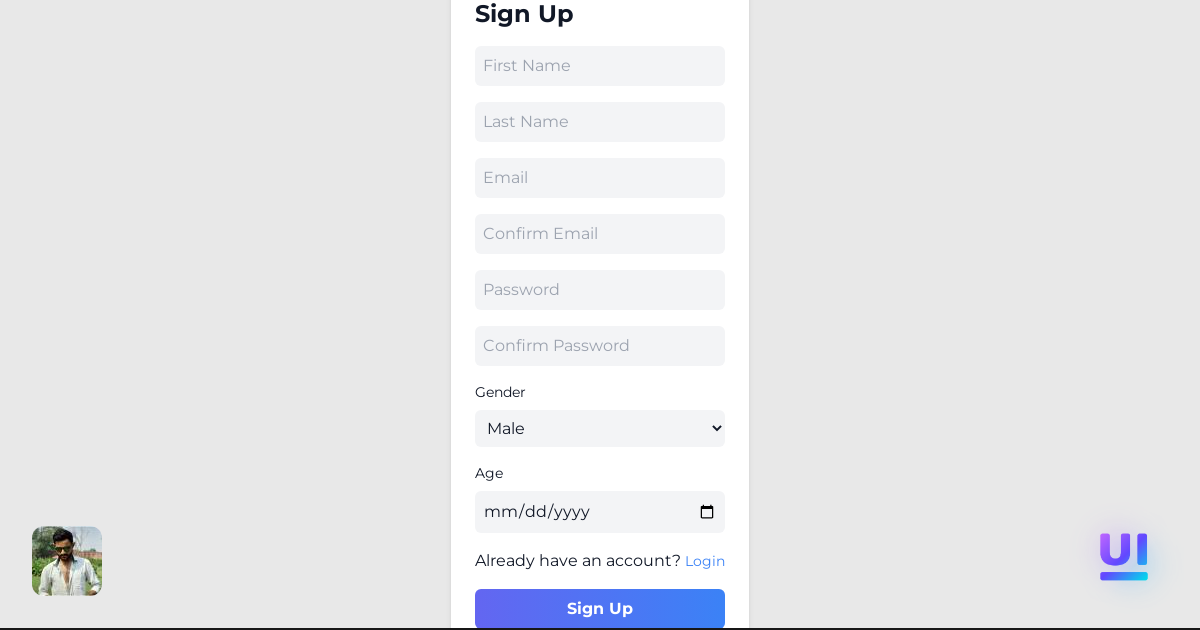 Sign Up
First Name
Last Name
Email
Confirm Email
Password
Confirm Password
Gender
Male
Age
mm/dd/yyyy
Already have an account? Login
Sign Up
UI